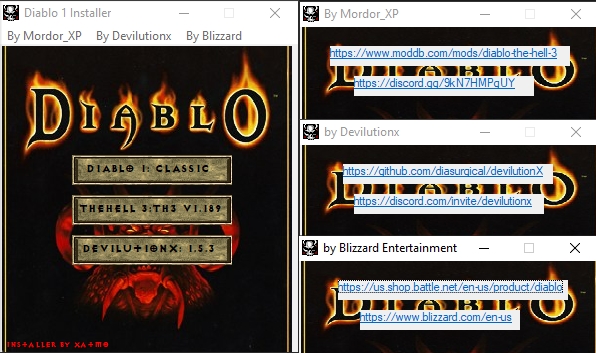 Diablo 1 Installer
By Mordor_XP By Devilutionx By Blizzard
DIABLO
DIABLO 1: CLASSIC
THEHELL 3:TH3 V1.189
DEVILUTIONX: 1.5.3
INSTALLER BY XATMO
By Mordor_XP
https://www.moddb.com/mods/diablo-the-hell-3
https://discord.gg/9kN7HMPqUY
by Devilutionx
https://github.com/diasurgical/devilutionX
https://discord.com/invite/devilutionx
by Blizzard Entertainment
https://us.shop.battle.net/en-us/product/diablo
https://www.blizzard.com/en-us